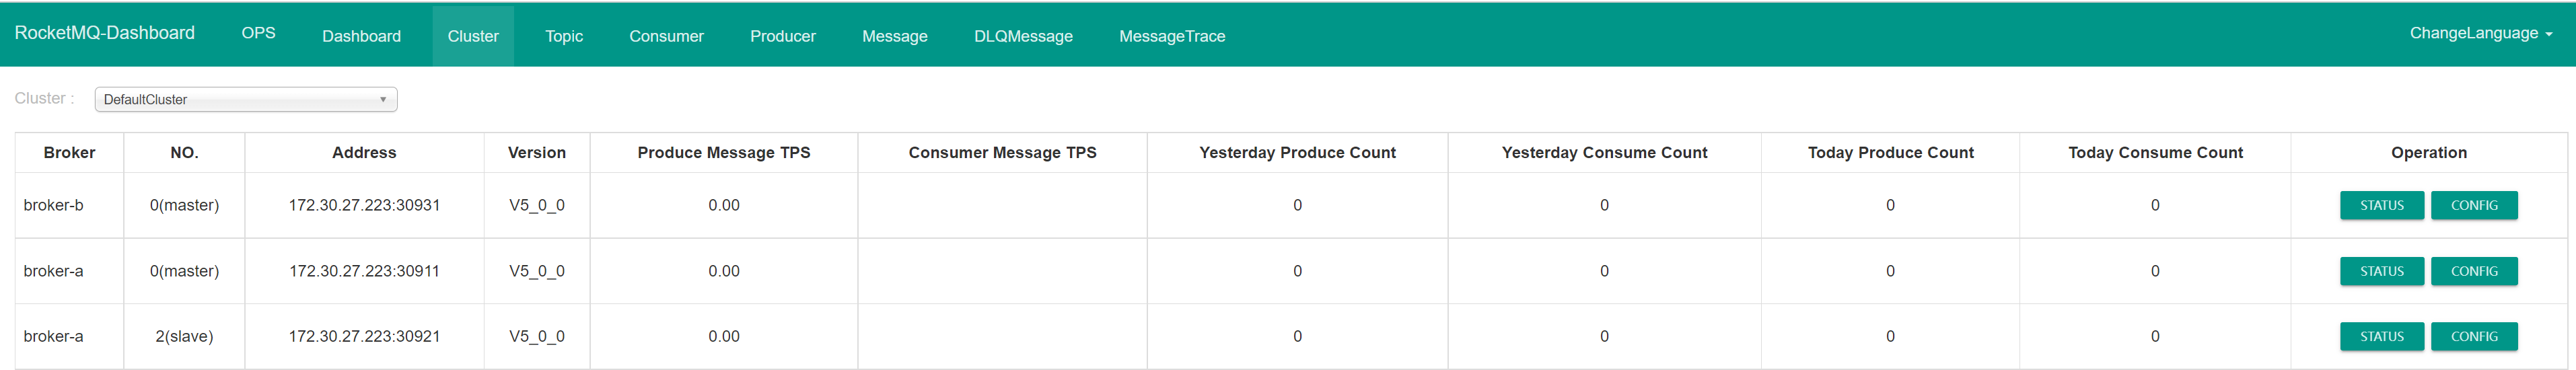 RocketMQ-Dashboard OPS Dashboard Cluster Topic Consumer Producer Message DLQMessage MessageTrace ChangeLanguage
Cluster : DefaultCluster
Broker NO. Address Version Produce Message TPS Consumer Message TPS Yesterday Produce Count Yesterday Consume Count Today Produce Count Today Consume Count Operation
broker-b 0(master) 172.30.27.223:30931 V5_0_0 0.00 0 0 0 0 STATUS CONFIG
broker-a 0(master) 172.30.27.223:30911 V5_0_0 0.00 0 0 0 0 STATUS CONFIG
broker-a 2(slave) 172.30.27.223:30921 V5_0_0 0.00 0 0 0 0 STATUS CONFIG